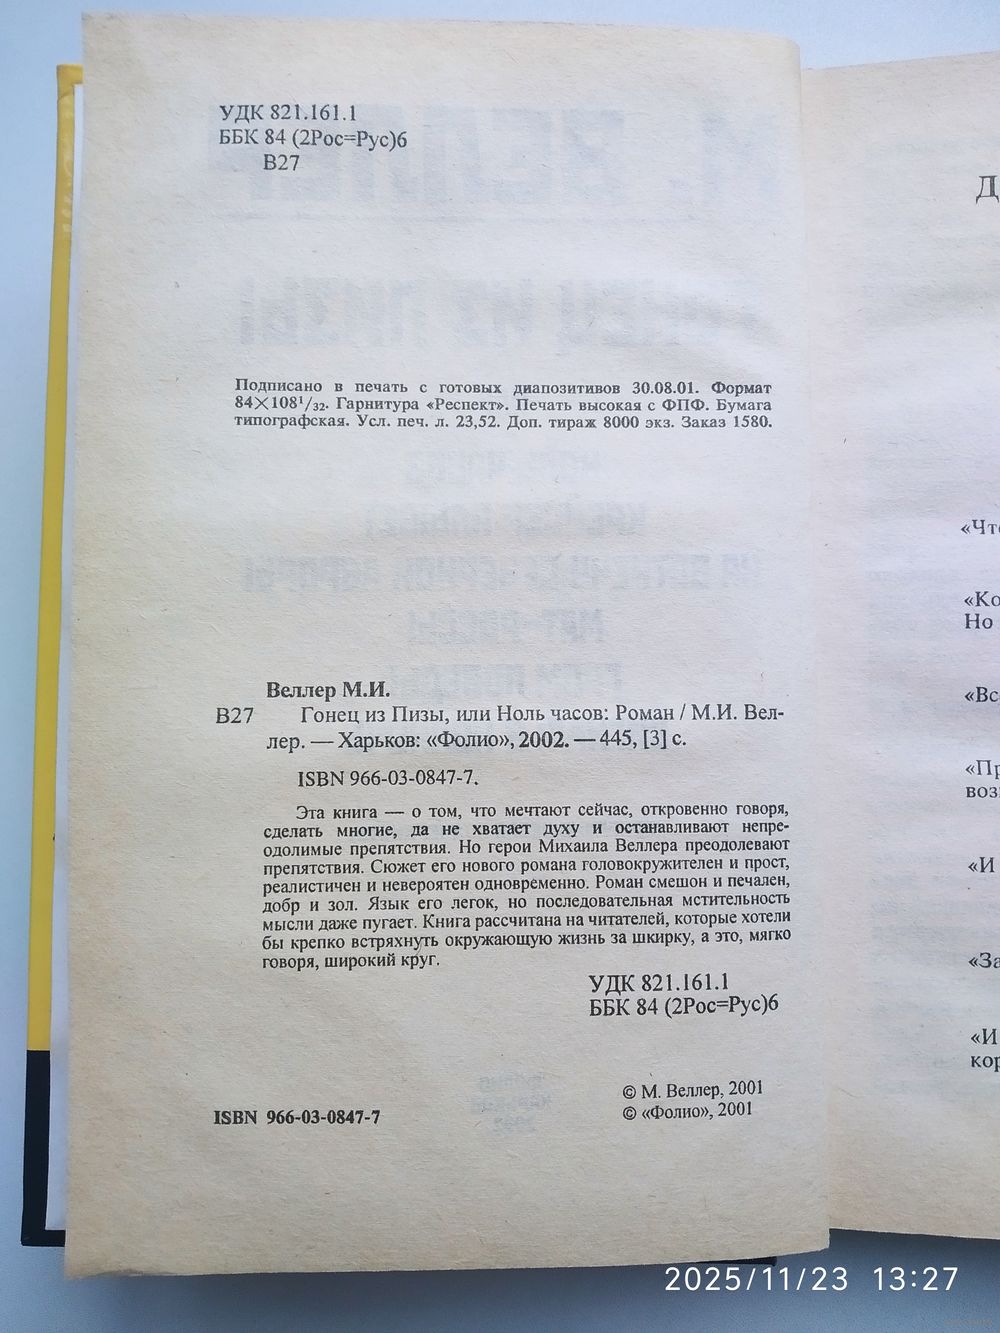 УДК 821.161.1
ББК 84 (2Рос=Рус)6
В27
Подписано в печать с готовых диапозитивов 30.08.01. Формат
84×108¹/₃₂. Гарнитура «Респект». Печать высокая с ФПФ. Бумага
типографская. Усл. печ. л. 23,52. Доп. тираж 8000 экз. Заказ 1580.
Веллер М.И.
В27 Гонец из Пизы, или Ноль часов: Роман / М.И. Вел-
лер. — Харьков: «Фолио», 2002. — 445, [3] с.
ISBN 966-03-0847-7.
Эта книга — о том, что мечтают сейчас, откровенно говоря,
сделать многие, да не хватает духу и останавливают непре-
одолимые препятствия. Но герои Михаила Веллера преодолевают
препятствия. Сюжет его нового романа головокружителен и прост,
реалистичен и невероятен одновременно. Роман смешон и печален,
добр и зол. Язык его легок, но последовательная мстительность
мысли даже пугает. Книга рассчитана на читателей, которые хотели
бы крепко встряхнуть окружающую жизнь за шкирку, а это, мягко
говоря, широкий круг.
УДК 821.161.1
ББК 84 (2Рос=Рус)6
ISBN 966-03-0847-7
© М. Веллер, 2001
© «Фолио», 2001
«И
Но
«И
2025/11/23 13:27